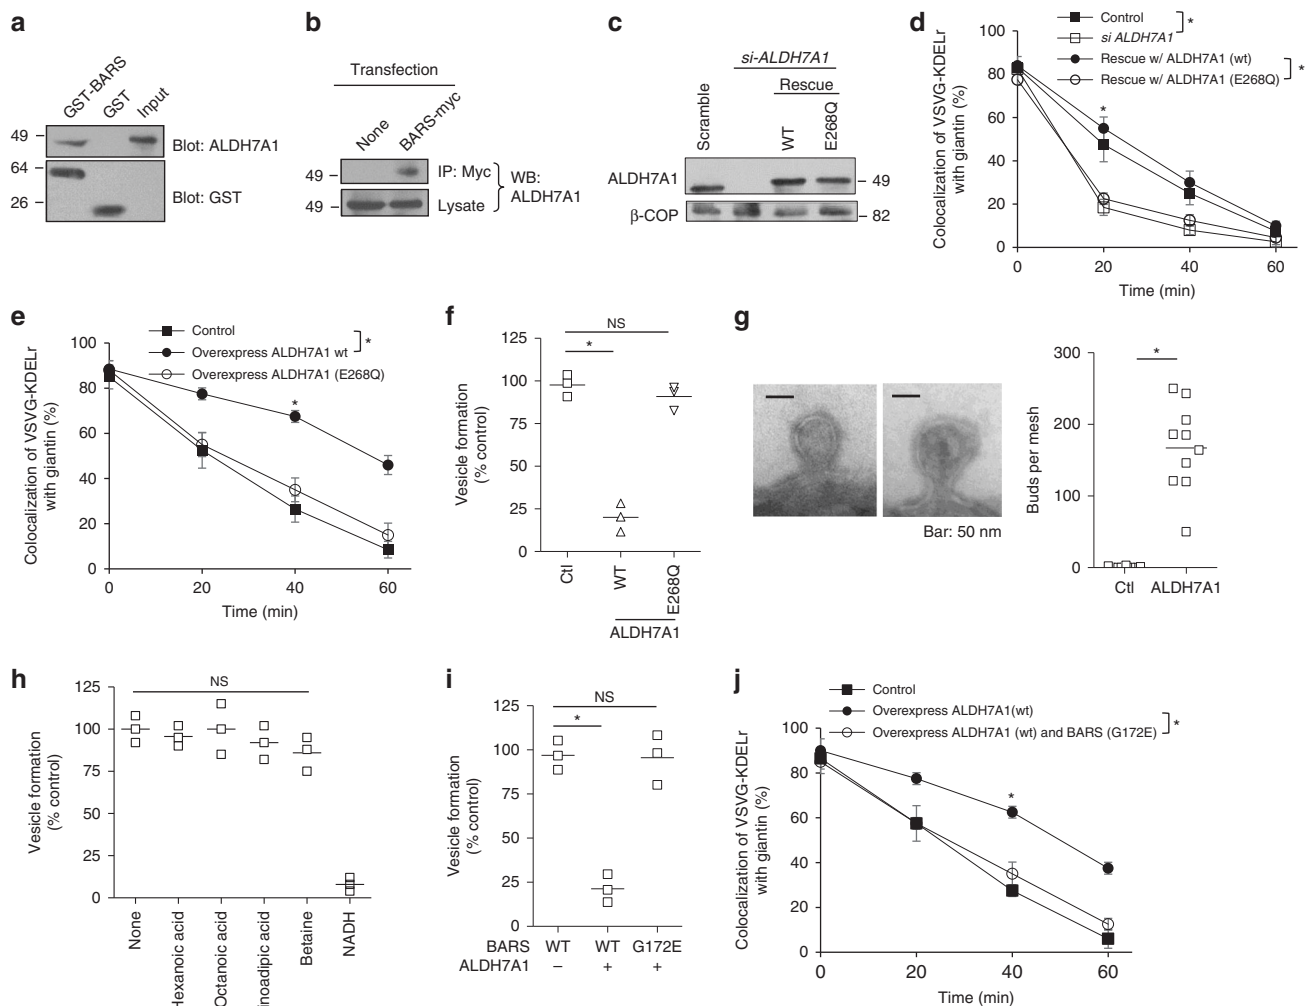 a
GST-BARS
GST
Input
49
Blot: ALDH7A1
64
26
Blot: GST
b
Transfection
None
BARS-myc
49
IP: Myc
49
Lysate
WB:
ALDH7A1
c
si-ALDH7A1
Rescue
Scramble
WT
E268Q
ALDH7A1
49
β-COP
82
d
Control
si ALDH7A1
Rescue w/ ALDH7A1 (wt)
Rescue w/ ALDH7A1 (E268Q)
*
*
*
Colocalization of VSVG-KDELr
with giantin (%)
100
80
60
40
20
0
0
20
40
60
Time (min)
e
Control
Overexpress ALDH7A1 wt
Overexpress ALDH7A1 (E268Q)
*
*
Colocalization of VSVG-KDELr
with giantin (%)
100
80
60
40
20
0
0
20
40
60
Time (min)
f
NS
*
Vesicle formation
(% control)
125
100
75
50
25
0
Ctl
WT
E268Q
ALDH7A1
g
Bar: 50 nm
*
Buds per mesh
300
200
100
0
Ctl
ALDH7A1
h
NS
Vesicle formation
(% control)
125
100
75
50
25
0
None
Hexanoic acid
Octanoic acid
inoadipic acid
Betaine
NADH
i
NS
*
Vesicle formation
(% control)
125
100
75
50
25
0
BARS WT WT G172E
ALDH7A1 – + +
j
Control
Overexpress ALDH7A1(wt)
Overexpress ALDH7A1 (wt) and BARS (G172E)
*
*
Colocalization of VSVG-KDELr
with giantin (%)
100
80
60
40
20
0
0
20
40
60
Time (min)